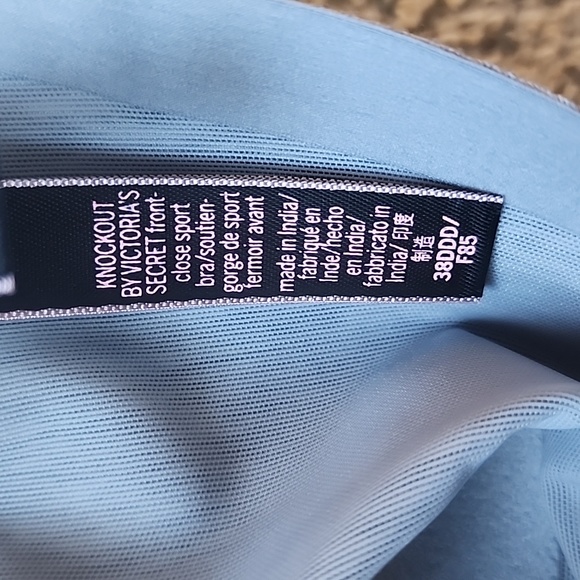 KNOCKOUT
BY VICTORIA'S
SECRET front-
close sport
bra/soutien-
gorge de sport
fermoir avant
made in India/
fabriqué en
Inde/hecho
en India/
fabbricato in
India/ 印度
制造
38DDD/
F85